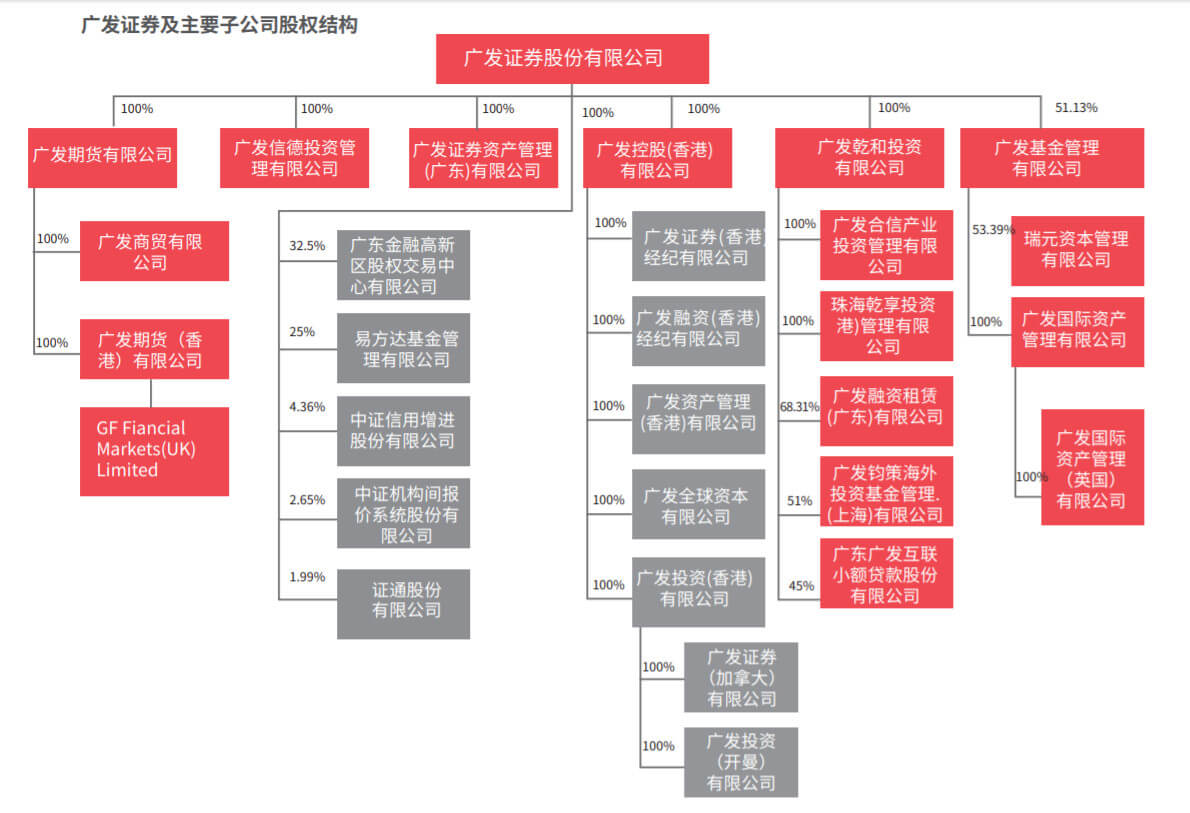 广发证券及主要子公司股权结构
广发证券股份有限公司
100%
100%
100%
100%
100%
100%
51.13%
广发期货有限公司
广发信德投资管
理有限公司
广发证券资产管理
(广东)有限公司
广发控股(香港)
有限公司
广发乾和投资
有限公司
广发基金管理
有限公司
100%
广发商贸有限
公司
100%
广发期货（香
港）有限公司
GF Fiancial
Markets(UK)
Limited
32.5%
广东金融高新
区股权交易中
心有限公司
25%
易方达基金管
理有限公司
4.36%
中证信用增进
股份有限公司
2.65%
中证机构间报
价系统股份有
限公司
1.99%
证通股份
有限公司
100%
广发证券(香港)
经纪有限公司
100%
广发融资(香港)
经纪有限公司
100%
广发资产管理
(香港)有限公司
100%
广发全球资本
有限公司
100%
广发投资(香港)
有限公司
100%
广发证券
（加拿大）
有限公司
100%
广发投资
（开曼）
有限公司
100%
广发合信产业
投资管理有限
公司
100%
珠海乾享投资
港)管理有限
公司
68.31%
广发融资租赁
(广东)有限公司
51%
广发钧策海外
投资基金管理.
(上海)有限公司
45%
广东广发互联
小额贷款股份
有限公司
53.39%
瑞元资本管理
有限公司
100%
广发国际资产
管理有限公司
100%
广发国际
资产管理
（英国）
有限公司